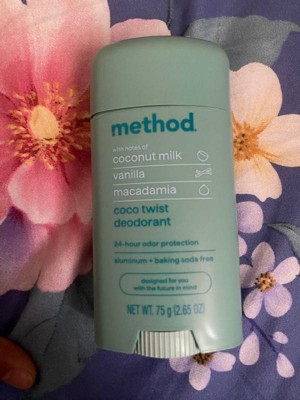 method.
with notes of
coconut milk
vanilla
macadamia
coco twist
deodorant
24-hour odor protection
aluminum + baking soda free
designed for you
with the future in mind
NET WT. 75 g (2.65 OZ)